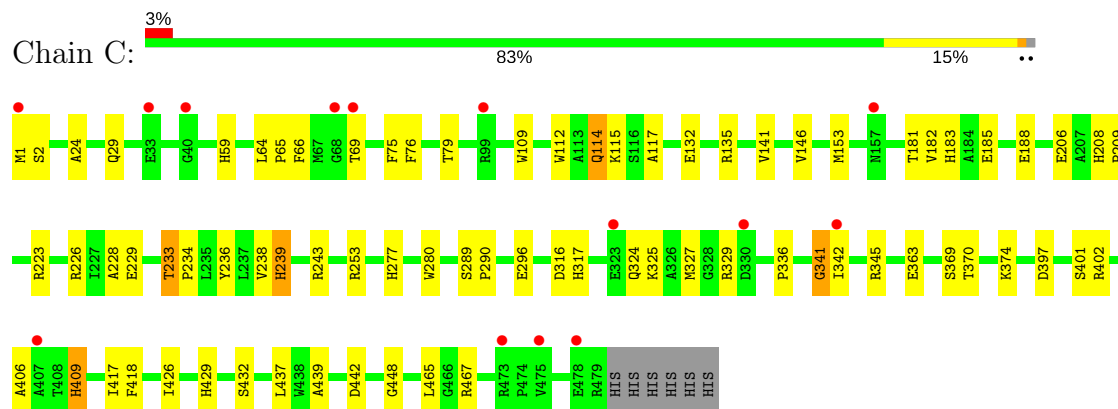 3%
Chain C:
83% 15% ••
M1 S2 A24 Q29 E33 G40 H59 L64 P65 F66 M67 G68 T69 F75 F76 T79 R99 W109 W112 A113 Q114 K115 S116 A117 E132 R135 V141 V146 M153 N157 T181 V182 H183 A184 E185 E188 E206 A207 H208 P209
R223 R226 I227 A228 E229 T233 P234 L235 Y236 L237 V238 H239 R243 R253 H277 W280 S289 P290 E296 D316 H317 E323 Q324 K325 A326 M327 G328 R329 D330 P336 G341 I342 R345 E363 S369 T370 K374 D397 S401 R402
A406 A407 T408 H409 I417 F418 I426 H429 S432 L437 W438 A439 D442 G448 L465 G466 R467 R473 P474 V475 E478 R479 HIS HIS HIS HIS HIS HIS